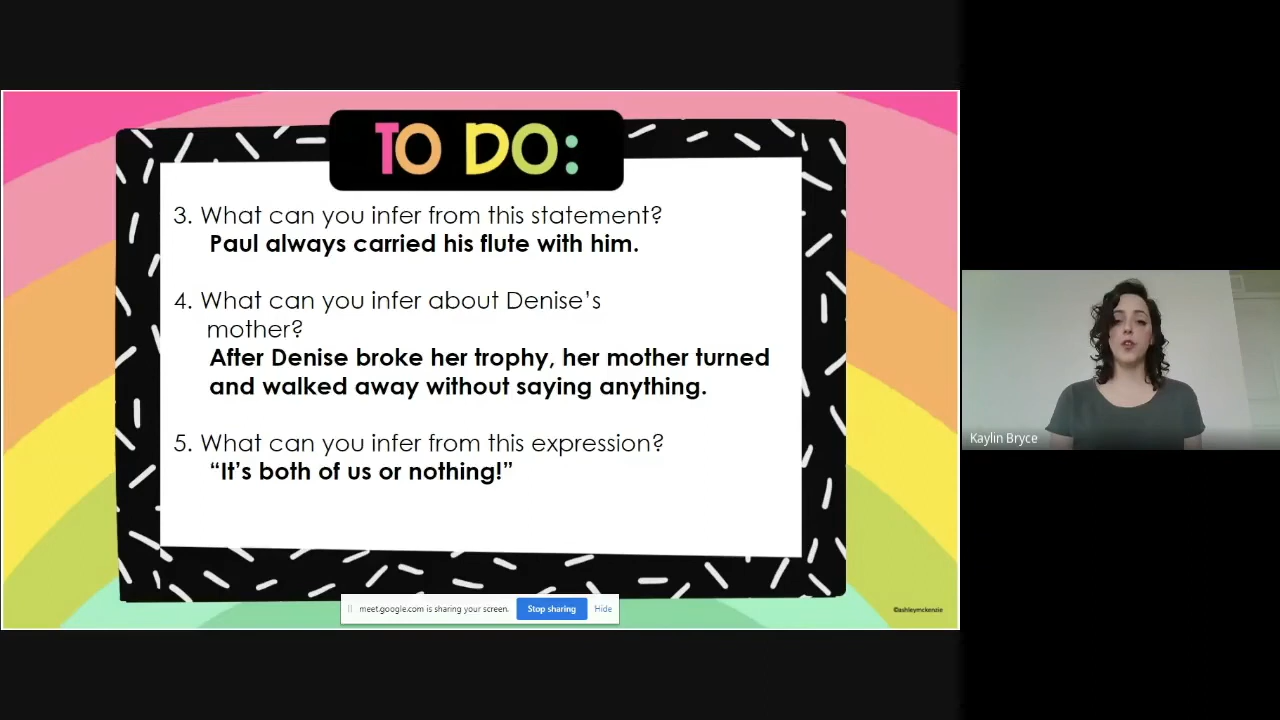 TO DO:
3. What can you infer from this statement?
Paul always carried his flute with him.
4. What can you infer about Denise's
mother?
After Denise broke her trophy, her mother turned
and walked away without saying anything.
5. What can you infer from this expression?
“It's both of us or nothing!”
Kaylin Bryce
meet.google.com is sharing your screen.
Stop sharing
Hide
©ashleymckenzie